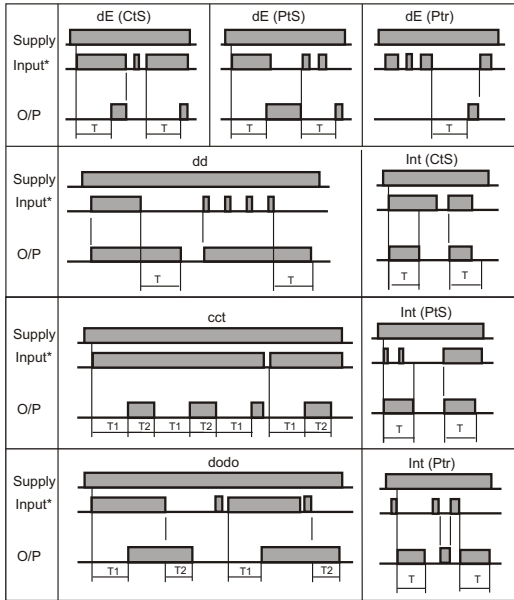 dE (CtS) dE (PtS) dE (Ptr)
Supply
Input*
O/P
T T T T T
dd Int (CtS)
Supply
Input*
O/P
T T T T
cct Int (PtS)
Supply
Input*
O/P
T1 T2 T1 T2 T1 T1 T2 T T
dodo Int (Ptr)
Supply
Input*
O/P
T1 T2 T1 T2 T T